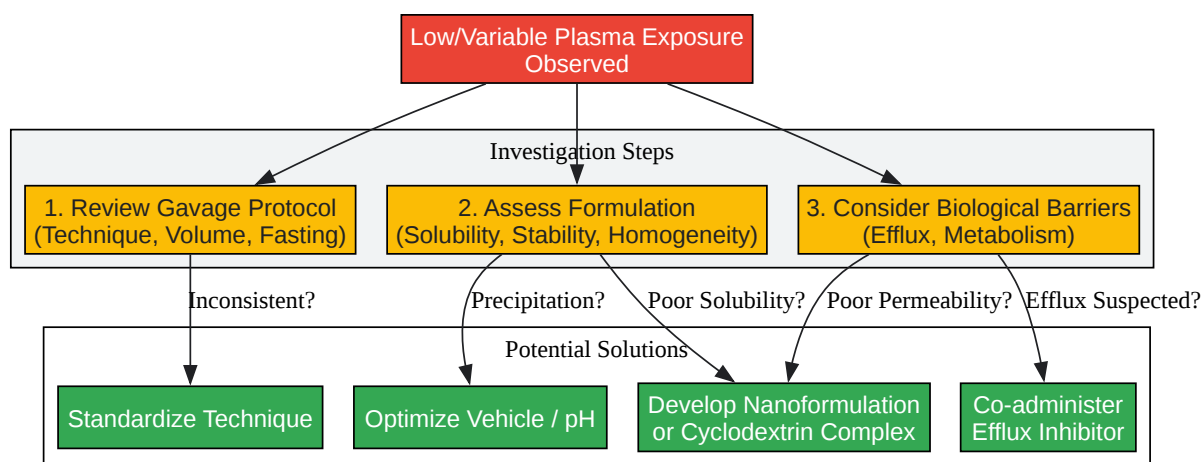 Low/Variable Plasma Exposure
Observed
Investigation Steps
1. Review Gavage Protocol
(Technique, Volume, Fasting)
2. Assess Formulation
(Solubility, Stability, Homogeneity)
3. Consider Biological Barriers
(Efflux, Metabolism)
Inconsistent?
Precipitation?
Poor Solubility?
Poor Permeability?
Efflux Suspected?
Potential Solutions
Standardize Technique
Optimize Vehicle / pH
Develop Nanoformulation
or Cyclodextrin Complex
Co-administer
Efflux Inhibitor